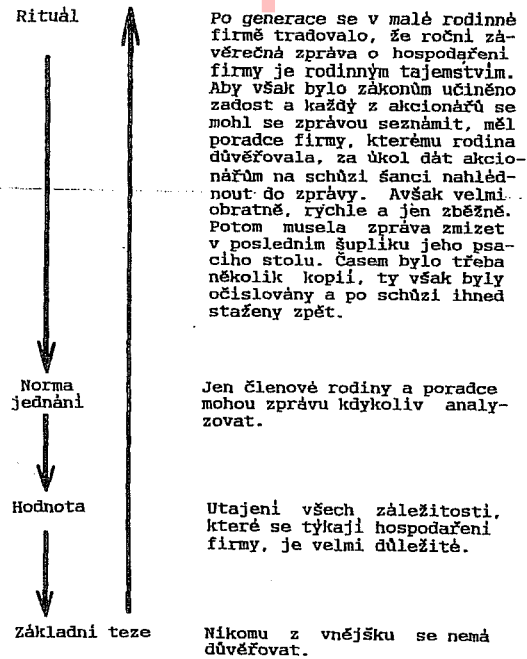 Rituál
Po generace se v malé rodinné
firmě tradovalo, že roční zá-
věrečná zpráva o hospodaření
firmy je rodinným tajemstvím.
Aby však bylo zákonům učiněno
zadost a každý z akcionářů se
mohl se zprávou seznámit, měl
poradce firmy, kterému rodina
důvěřovala, za úkol dát akcio-
nářům na schůzi šanci nahléd-
nout do zprávy. Avšak velmi
obratně, rychle a jen zběžně.
Potom musela zpráva zmizet
v posledním šuplíku jeho psa-
cího stolu. Časem bylo třeba
několik kopií, ty však byly
očíslovány a po schůzi ihned
staženy zpět.
Norma
jednání
Jen členové rodiny a poradce
mohou zprávu kdykoliv analy-
zovat.
Hodnota
Utajení všech záležitostí,
které se týkají hospodaření
firmy, je velmi důležité.
Základní teze
Nikomu z vnějšku se nemá
důvěřovat.